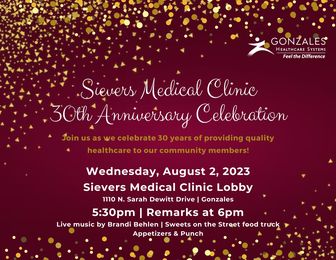 GONZALES
HEALTHCARE SYSTEMS
Feel the Difference
Sievers Medical Clinic
30th Anniversary Celebration
Join us as we celebrate 30 years of providing quality
healthcare to our community members!
Wednesday, August 2, 2023
Sievers Medical Clinic Lobby
1110 N. Sarah Dewitt Drive | Gonzales
5:30pm | Remarks at 6pm
Live music by Brandi Behlen | Sweets on the Street food truck
Appetizers & Punch